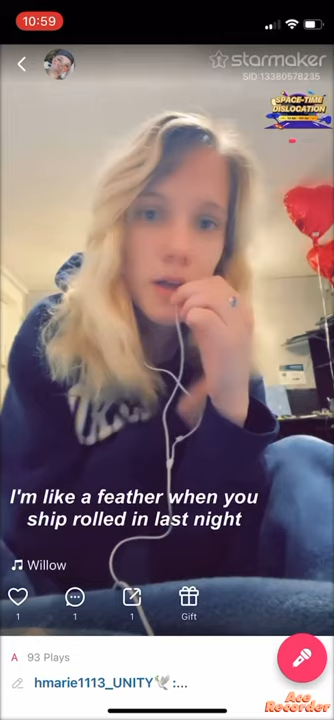 10:59
starmaker
SID:13380578235
SPACE-TIME
DISLOCATION
I'm like a feather when you
ship rolled in last night
Willow
1
1
1
Gift
A 93 Plays
hmarie1113_UNITY🕊 :...
Ace
Recorder